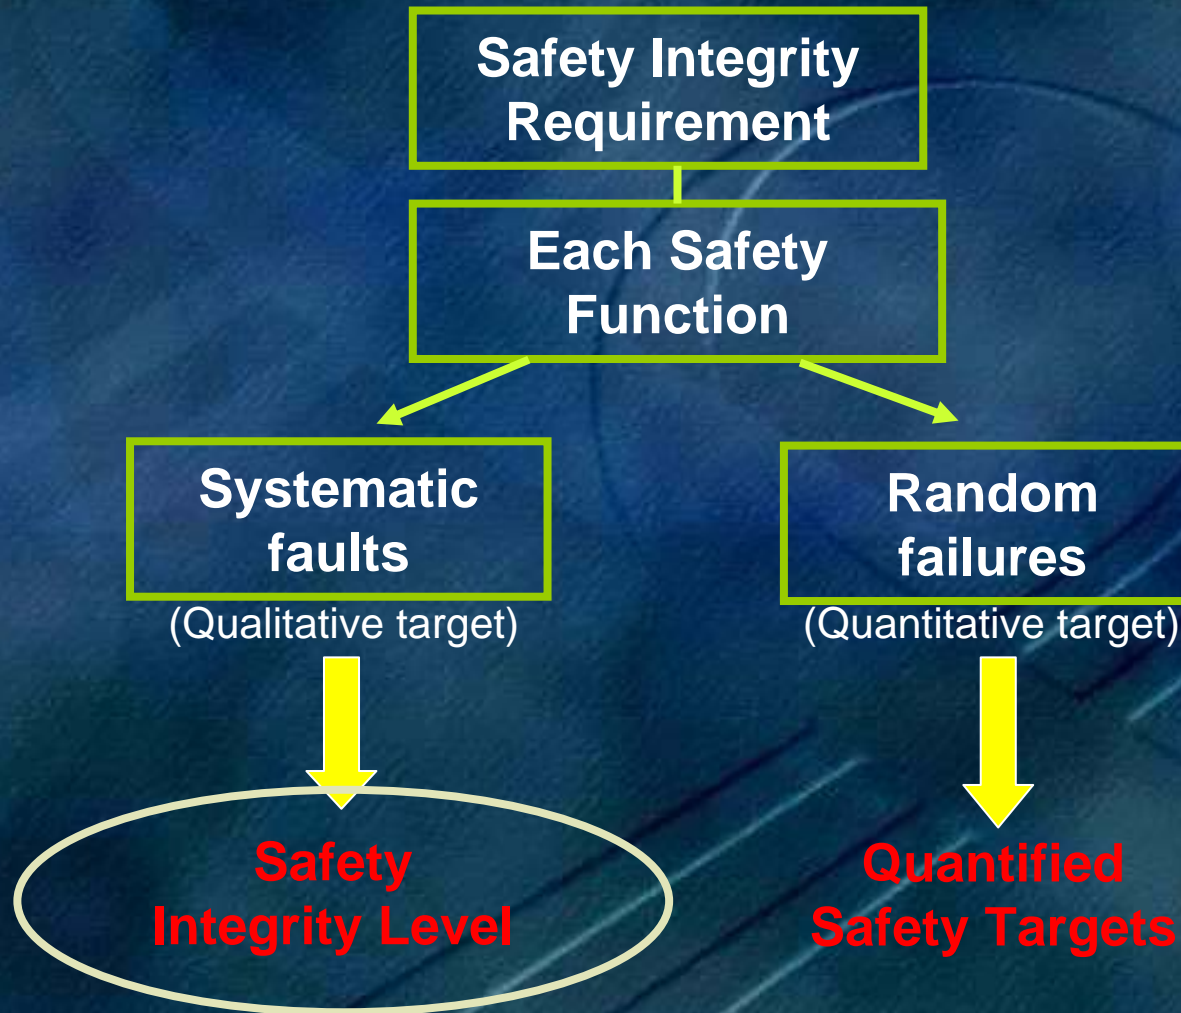 Safety Integrity
Requirement
Each Safety
Function
Systematic
faults
(Qualitative target)
Random
failures
(Quantitative target)
Safety
Integrity Level
Quantified
Safety Targets